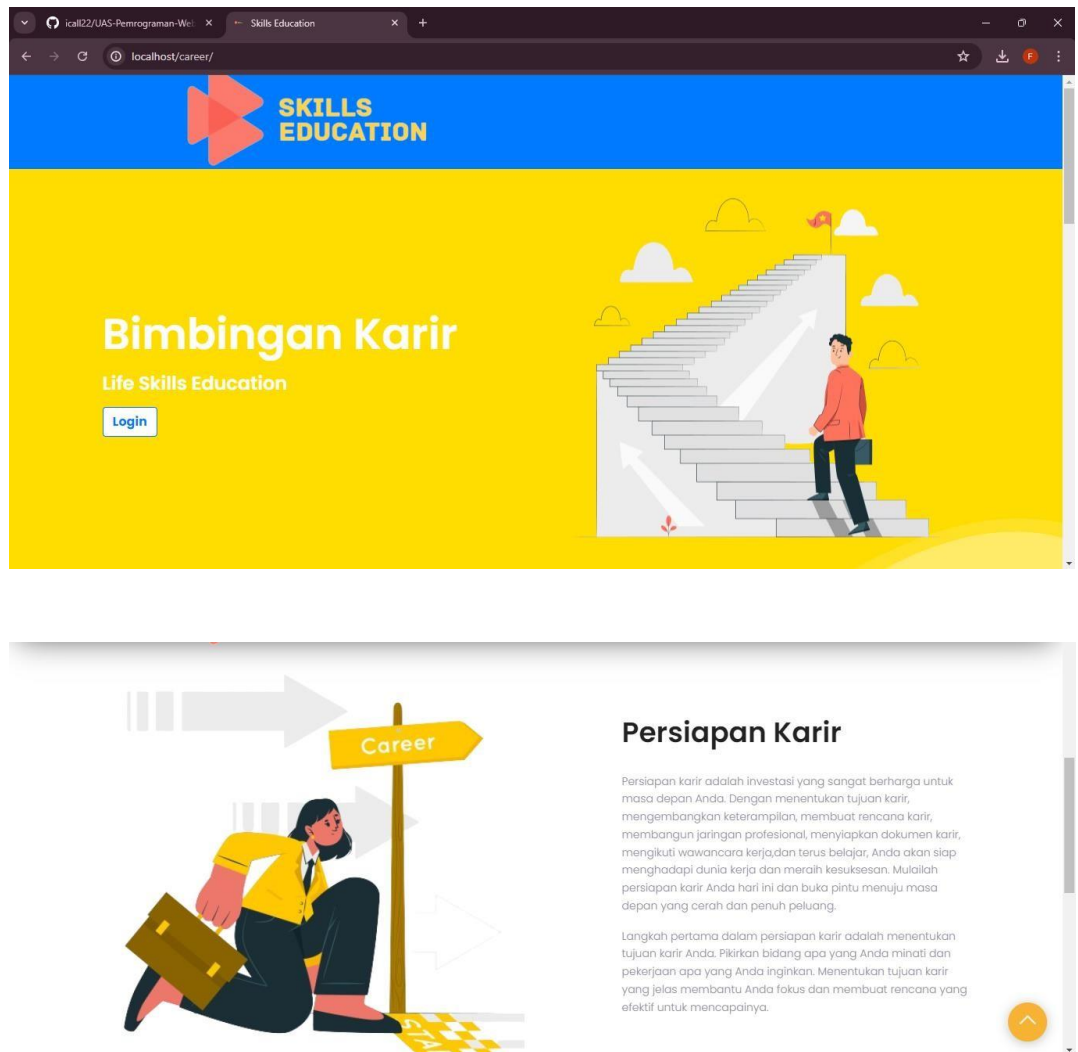 icall22/UAS-Pemrograman-Wel
Skills Education
localhost/career/
F
SKILLS
EDUCATION
Bimbingan Karir
Life Skills Education
Login
Career
START
Persiapan Karir
Persiapan karir adalah investasi yang sangat berharga untuk
masa depan Anda. Dengan menentukan tujuan karir,
mengembangkan keterampilan, membuat rencana karir,
membangun jaringan profesional, menyiapkan dokumen karir,
mengikuti wawancara kerja,dan terus belajar, Anda akan siap
menghadapi dunia kerja dan meraih kesuksesan. Mulailah
persiapan karir Anda hari ini dan buka pintu menuju masa
depan yang cerah dan penuh peluang.
Langkah pertama dalam persiapan karir adalah menentukan
tujuan karir Anda. Pikirkan bidang apa yang Anda minati dan
pekerjaan apa yang Anda inginkan. Menentukan tujuan karir
yang jelas membantu Anda fokus dan membuat rencana yang
efektif untuk mencapainya.